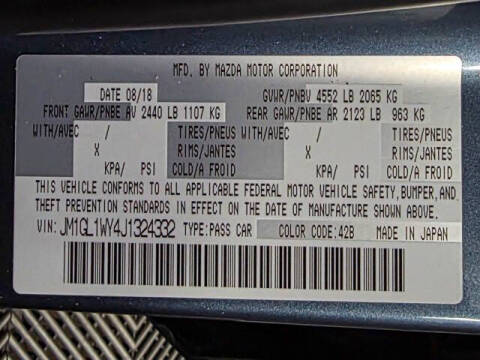 MFD. BY MAZDA MOTOR CORPORATION
DATE 08/18 GVWR/PNBV 4552 LB 2065 KG
FRONT GAWR/PNBE AV 2440 LB 1107 KG REAR GAWR/PNBE AR 2123 LB 963 KG
WITH/AVEC / TIRES/PNEUS WITH/AVEC / TIRES/PNEUS
X RIMS/JANTES X RIMS/JANTES
KPA/ PSI COLD/A FROID KPA/ PSI COLD/A FROID
THIS VEHICLE CONFORMS TO ALL APPLICABLE FEDERAL MOTOR VEHICLE SAFETY, BUMPER, AND
THEFT PREVENTION STANDARDS IN EFFECT ON THE DATE OF MANUFACTURE SHOWN ABOVE.
VIN: JM1GL1WY4J1324332 TYPE:PASS CAR COLOR CODE:42B MADE IN JAPAN